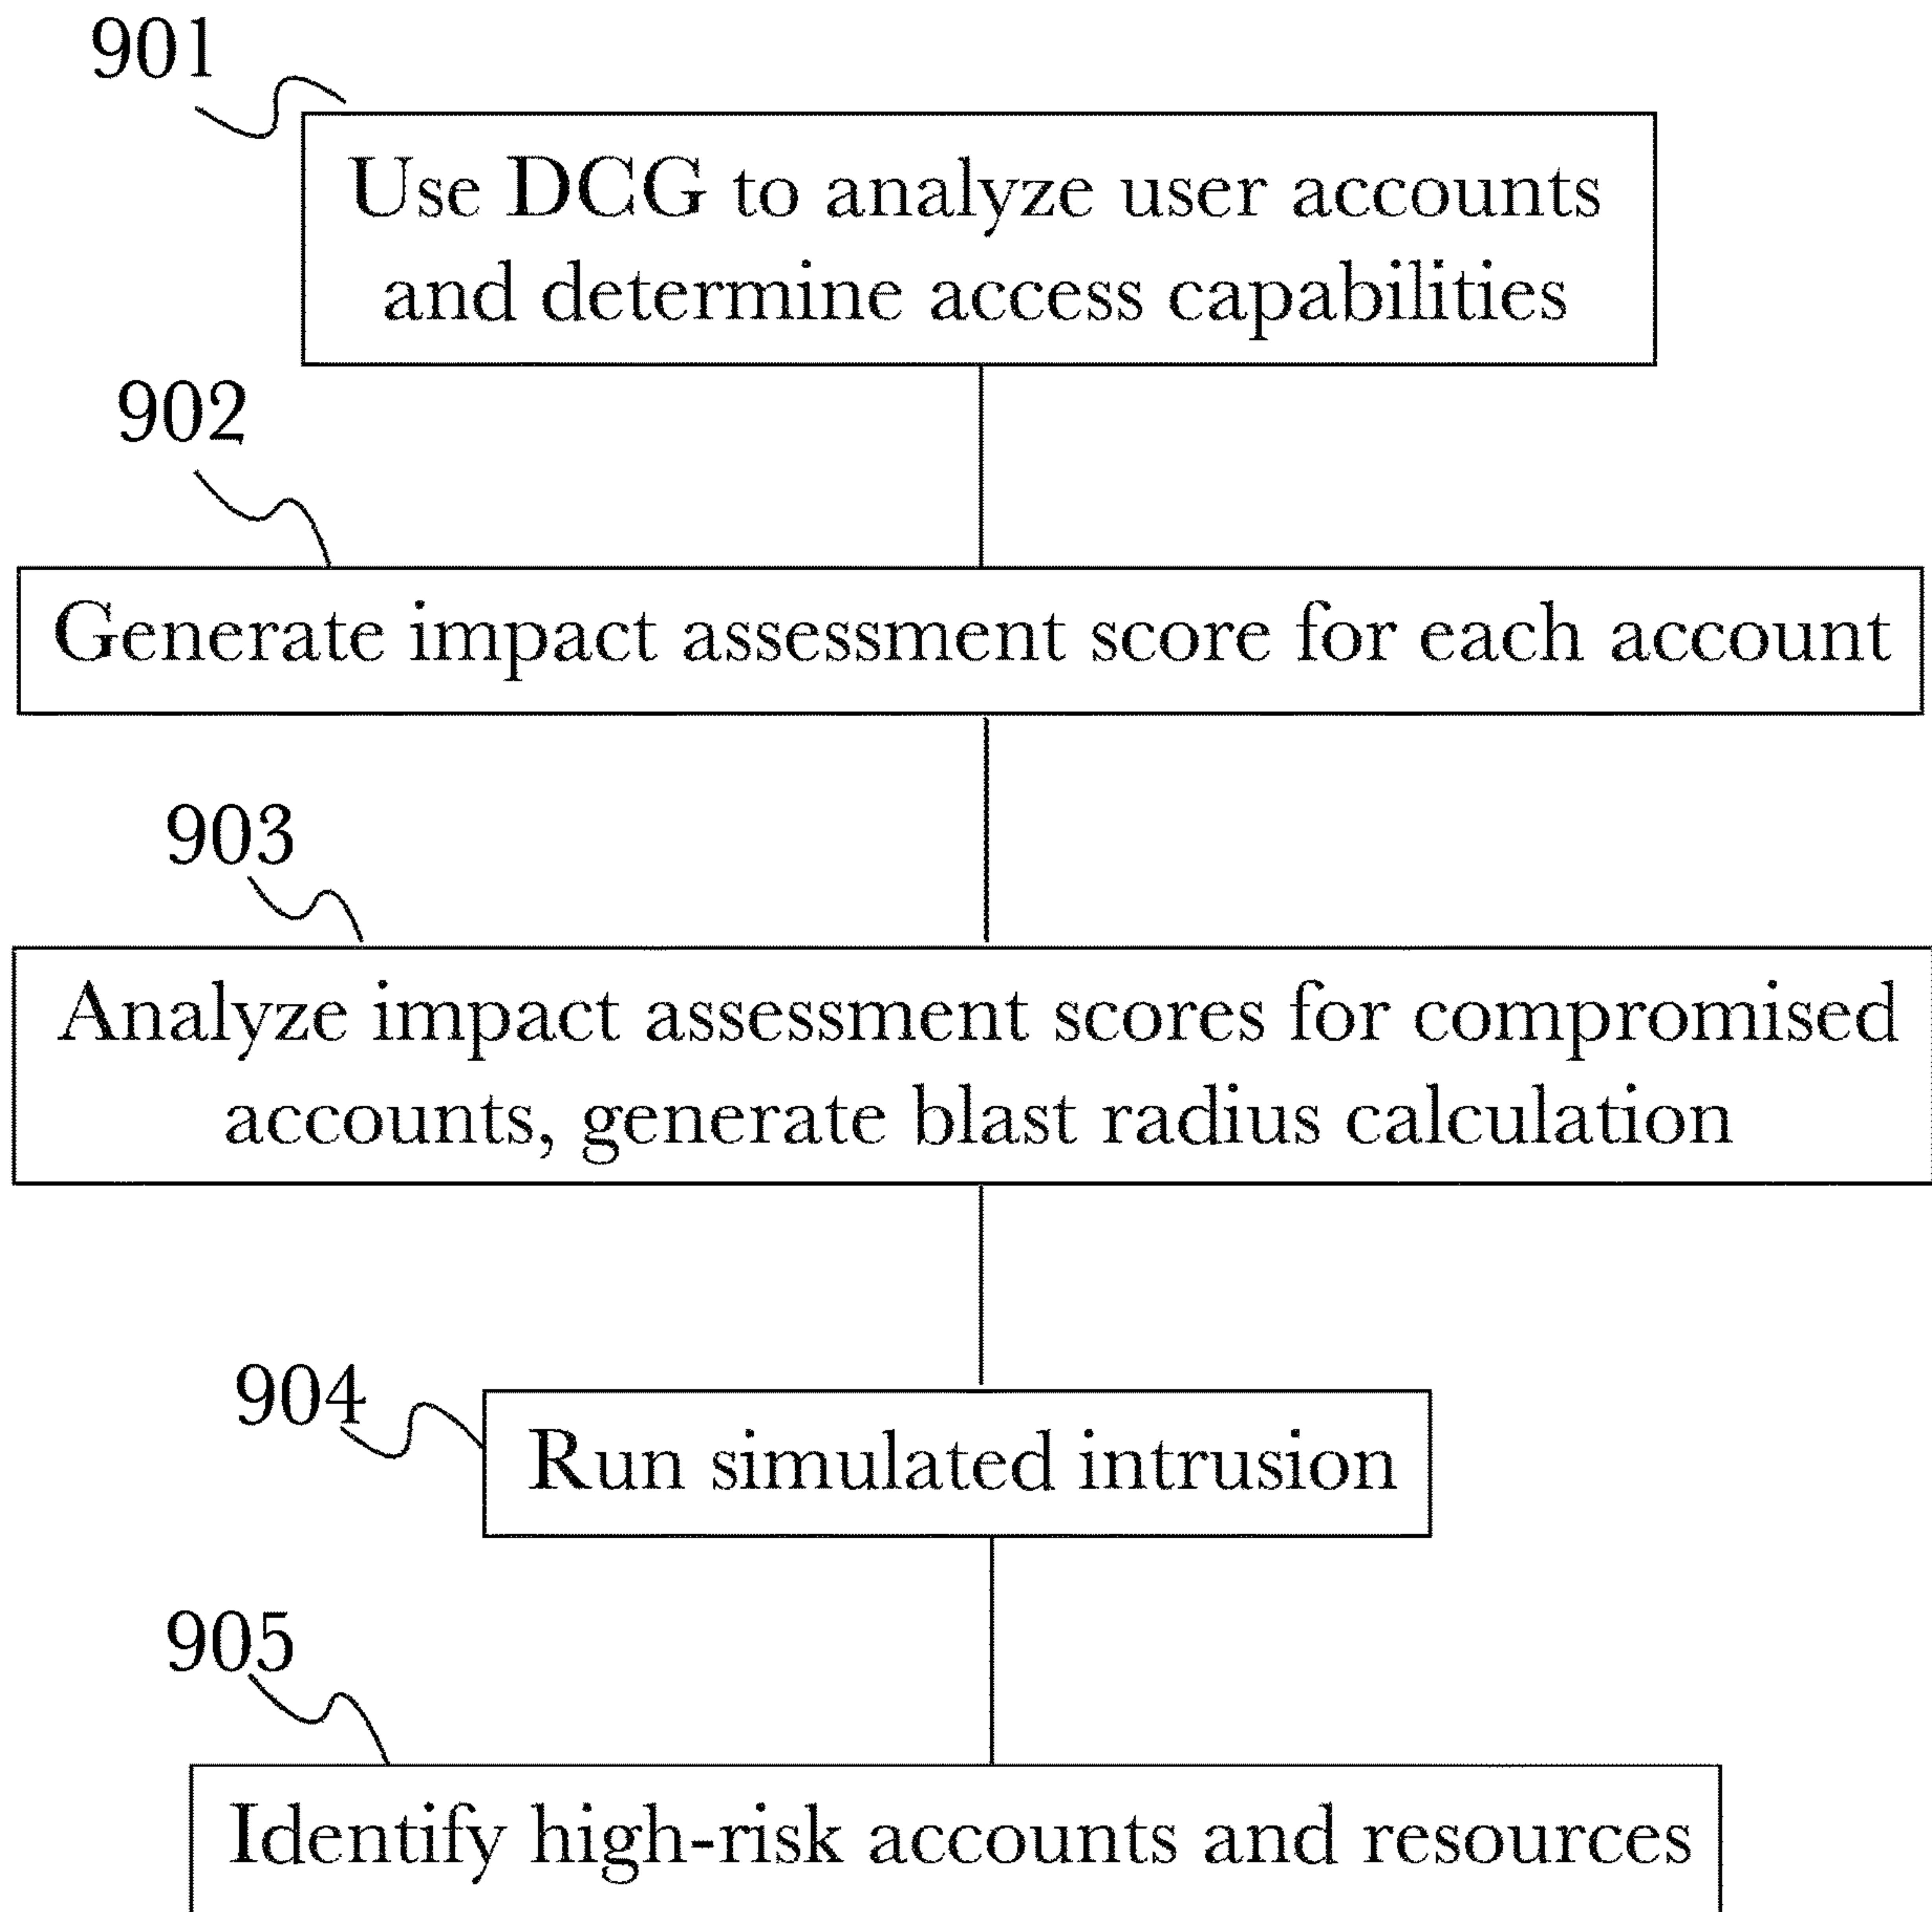 901
Use DCG to analyze user accounts
and determine access capabilities
902
Generate impact assessment score for each account
903
Analyze impact assessment scores for compromised
accounts, generate blast radius calculation
904
Run simulated intrusion
905
Identify high-risk accounts and resources